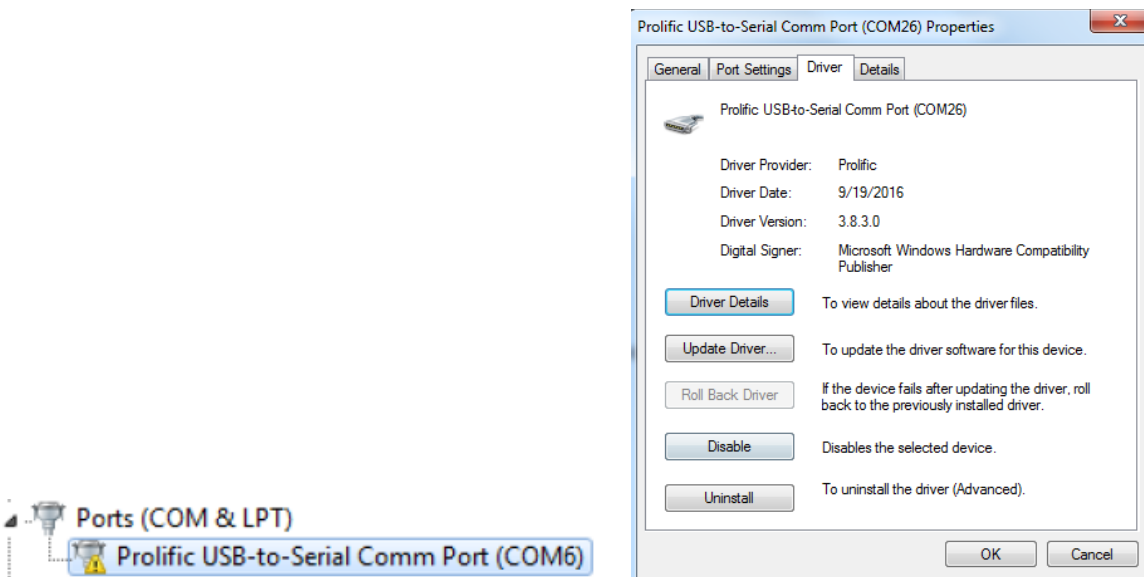 Prolific USB-to-Serial Comm Port (COM26) Properties
General Port Settings Driver Details
Prolific USB-to-Serial Comm Port (COM26)
Driver Provider: Prolific
Driver Date: 9/19/2016
Driver Version: 3.8.3.0
Digital Signer: Microsoft Windows Hardware Compatibility
Publisher
Driver Details To view details about the driver files.
Update Driver... To update the driver software for this device.
Roll Back Driver If the device fails after updating the driver, roll
back to the previously installed driver.
Disable Disables the selected device.
Uninstall To uninstall the driver (Advanced).
OK Cancel
Ports (COM & LPT)
Prolific USB-to-Serial Comm Port (COM6)